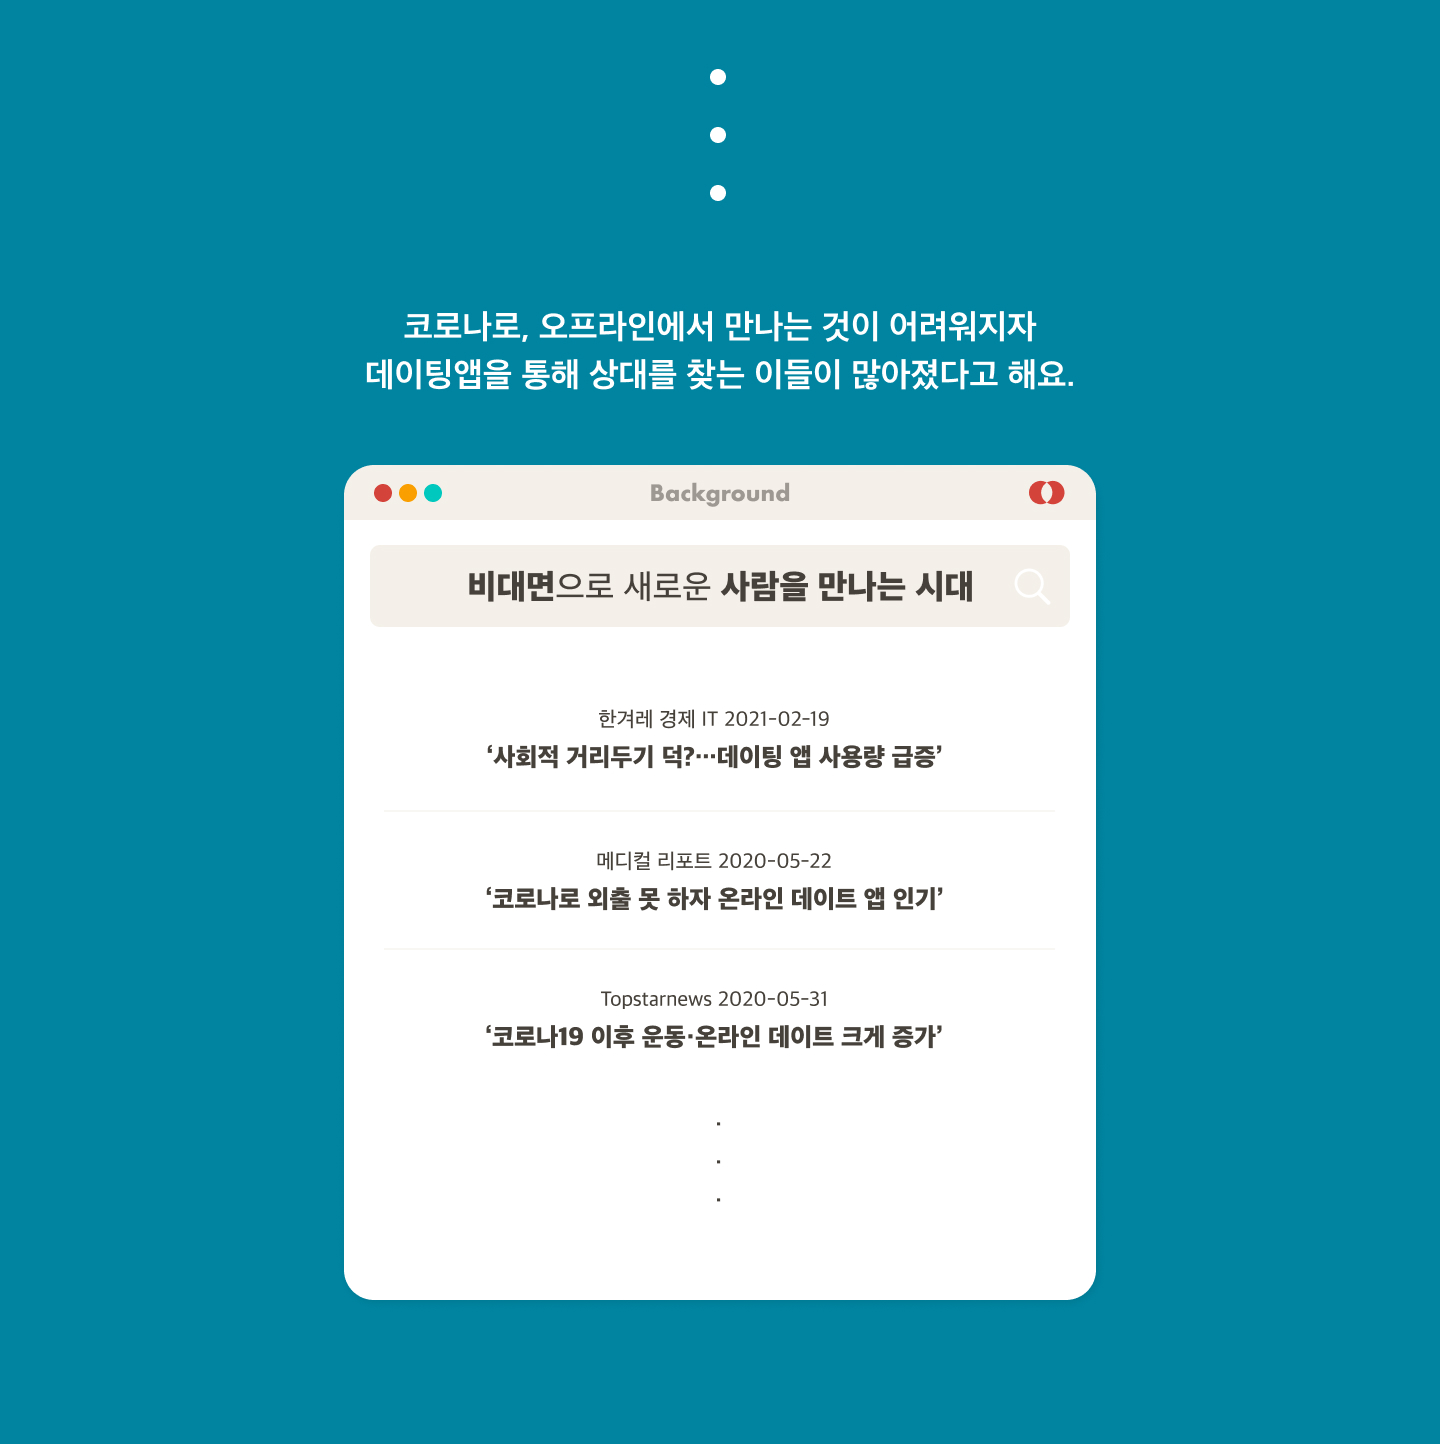 코로나로, 오프라인에서 만나는 것이 어려워지자
데이팅앱을 통해 상대를 찾는 이들이 많아졌다고 해요.
Background
비대면으로 새로운 사람을 만나는 시대
한겨레 경제 IT 2021-02-19
‘사회적 거리두기 덕?…데이팅 앱 사용량 급증’
메디컬 리포트 2020-05-22
‘코로나로 외출 못 하자 온라인 데이트 앱 인기’
Topstarnews 2020-05-31
‘코로나19 이후 운동·온라인 데이트 크게 증가’